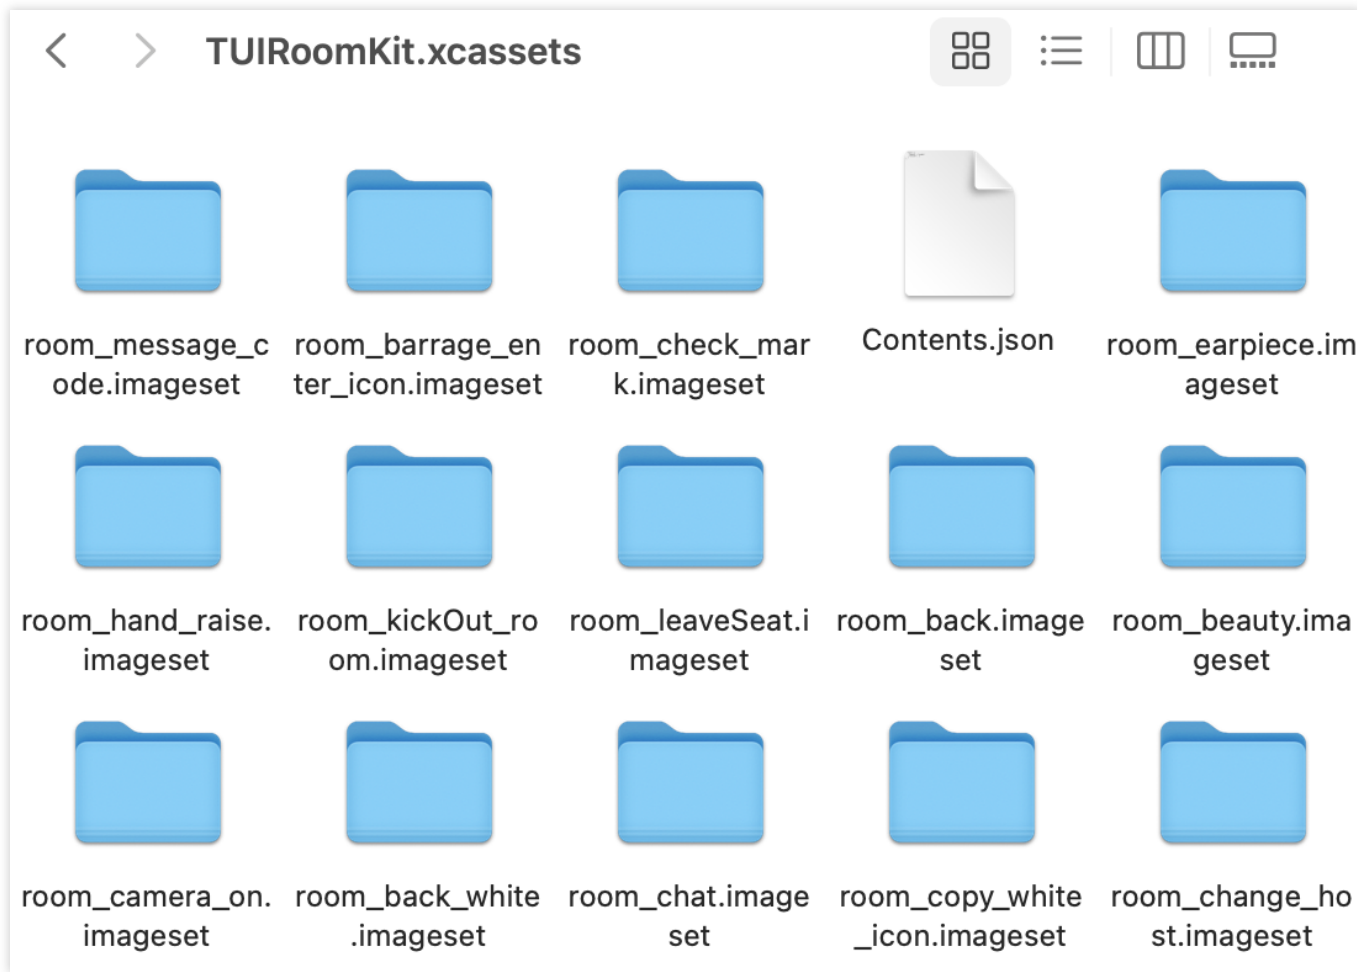 TUIRoomKit.xcassets
room_message_c
ode.imageset
room_barrage_en
ter_icon.imageset
room_check_mar
k.imageset
Contents.json
room_earpiece.im
ageset
room_hand_raise.
imageset
room_kickOut_ro
om.imageset
room_leaveSeat.i
mageset
room_back.image
set
room_beauty.ima
geset
room_camera_on.
imageset
room_back_white
.imageset
room_chat.image
set
room_copy_white
_icon.imageset
room_change_ho
st.imageset